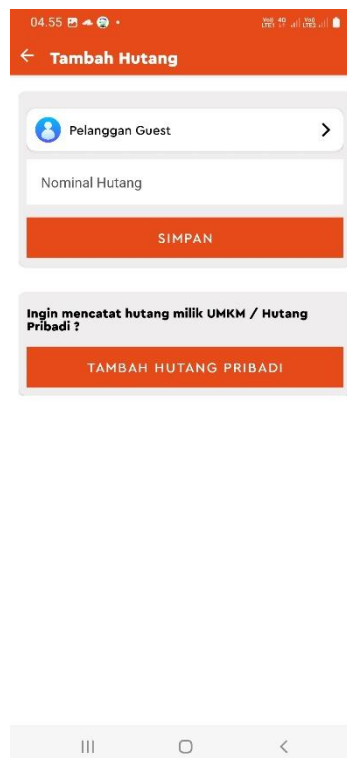 04.55
Tambah Hutang
Pelanggan Guest
Nominal Hutang
SIMPAN
Ingin mencatat hutang milik UMKM / Hutang
Pribadi ?
TAMBAH HUTANG PRIBADI